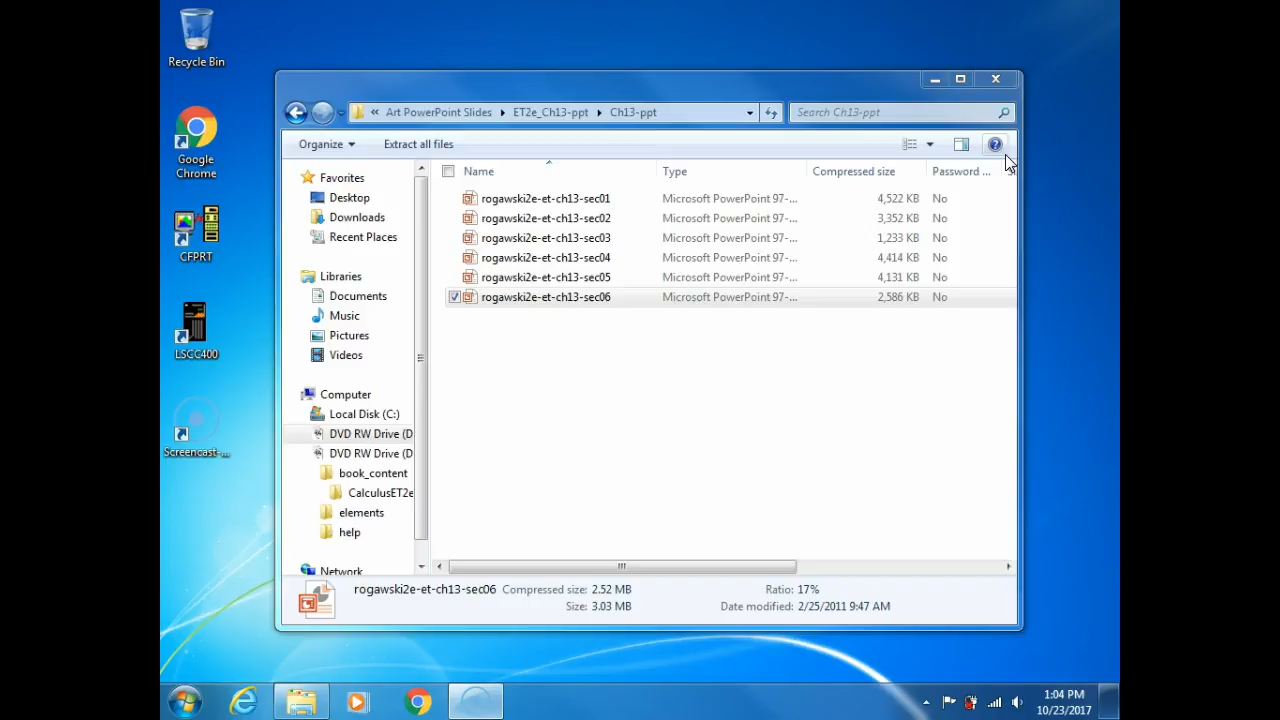 Recycle Bin
Google
Chrome
CFPRT
LSCC400
Screencast-...
« Art PowerPoint Slides ET2e_Ch13-ppt Ch13-ppt
Search Ch13-ppt
Organize Extract all files
Favorites
Desktop
Downloads
Recent Places
Libraries
Documents
Music
Pictures
Videos
Computer
Local Disk (C:)
DVD RW Drive (D
DVD RW Drive (D
book_content
CalculusET2e
elements
help
Network
Name Type Compressed size Password ...
rogawski2e-et-ch13-sec01 Microsoft PowerPoint 97-... 4,522 KB No
rogawski2e-et-ch13-sec02 Microsoft PowerPoint 97-... 3,352 KB No
rogawski2e-et-ch13-sec03 Microsoft PowerPoint 97-... 1,233 KB No
rogawski2e-et-ch13-sec04 Microsoft PowerPoint 97-... 4,414 KB No
rogawski2e-et-ch13-sec05 Microsoft PowerPoint 97-... 4,131 KB No
rogawski2e-et-ch13-sec06 Microsoft PowerPoint 97-... 2,586 KB No
rogawski2e-et-ch13-sec06 Compressed size: 2.52 MB Ratio: 17%
Size: 3.03 MB Date modified: 2/25/2011 9:47 AM
1:04 PM
10/23/2017